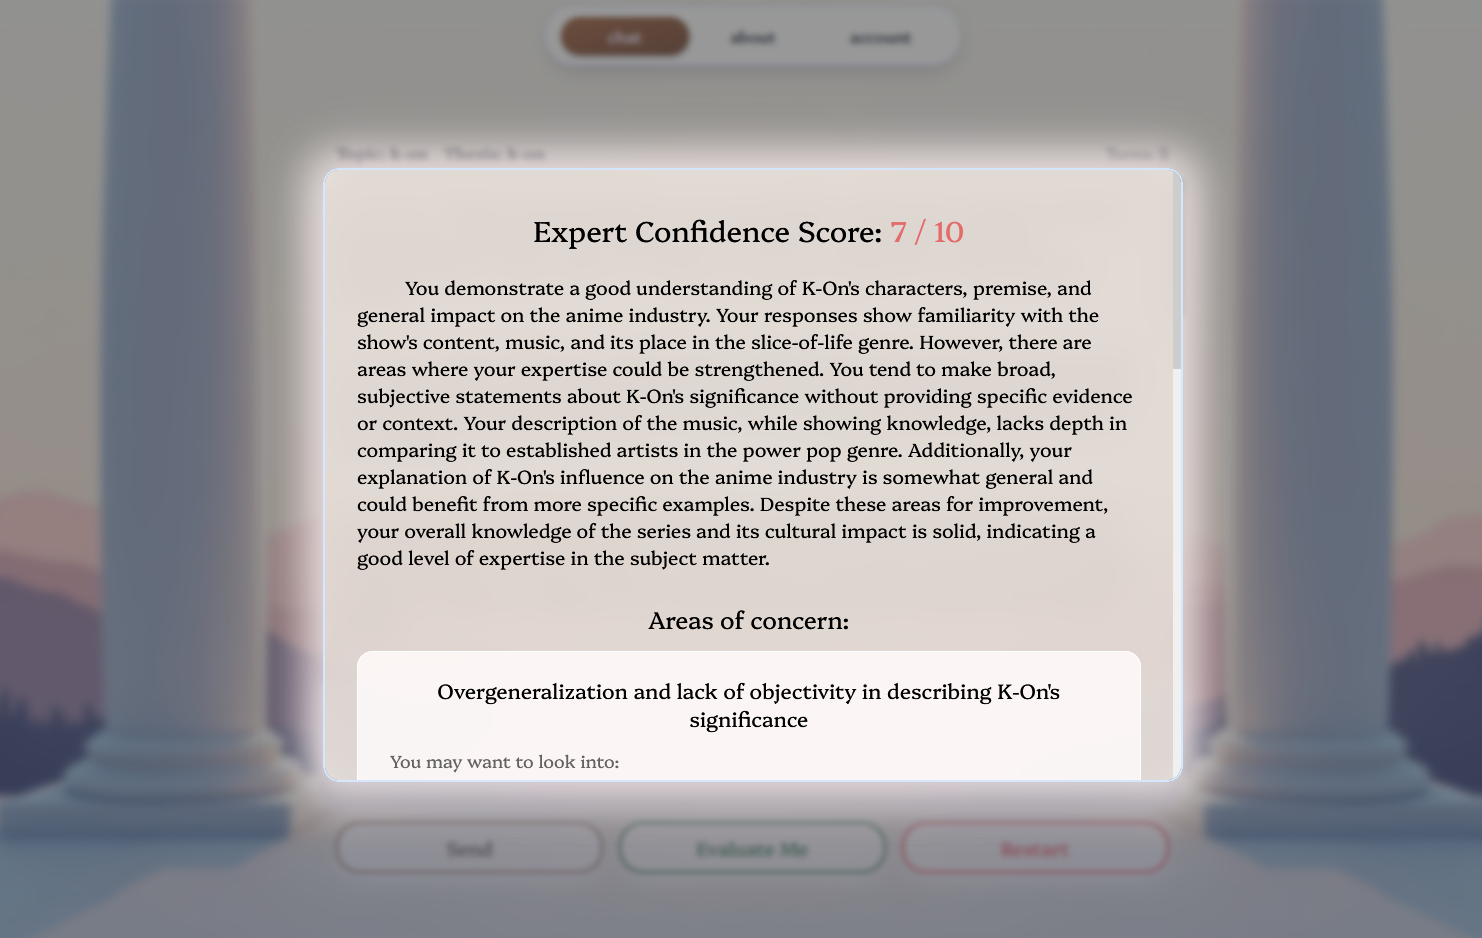 chat about account
Topic: k-on Thesis: k-on
Expert Confidence Score: 7 / 10
You demonstrate a good understanding of K-On's characters, premise, and
general impact on the anime industry. Your responses show familiarity with the
show's content, music, and its place in the slice-of-life genre. However, there are
areas where your expertise could be strengthened. You tend to make broad,
subjective statements about K-On's significance without providing specific evidence
or context. Your description of the music, while showing knowledge, lacks depth in
comparing it to established artists in the power pop genre. Additionally, your
explanation of K-On's influence on the anime industry is somewhat general and
could benefit from more specific examples. Despite these areas for improvement,
your overall knowledge of the series and its cultural impact is solid, indicating a
good level of expertise in the subject matter.
Areas of concern:
Overgeneralization and lack of objectivity in describing K-On's
significance
You may want to look into:
Send Evaluate Me Restart